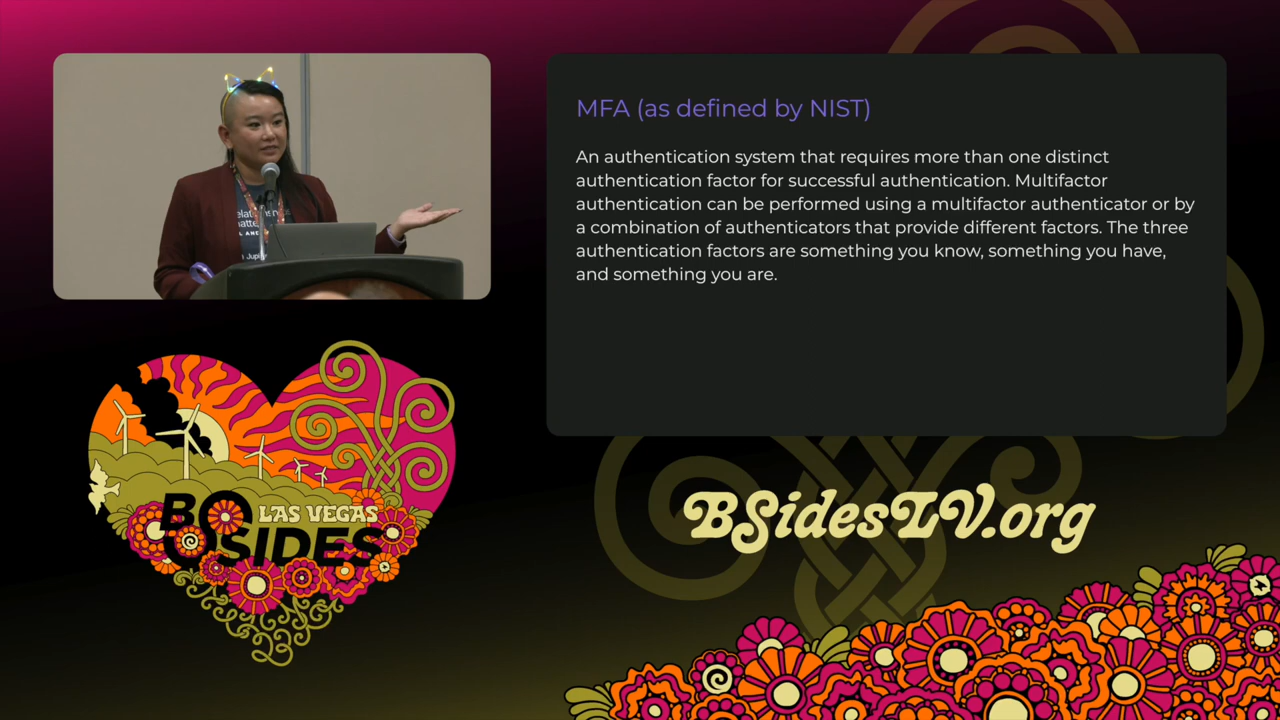 MFA (as defined by NIST)
An authentication system that requires more than one distinct
authentication factor for successful authentication. Multifactor
authentication can be performed using a multifactor authenticator or by
a combination of authenticators that provide different factors. The three
authentication factors are something you know, something you have,
and something you are.
LAS VEGAS
BSIDES
BSidesLV.org